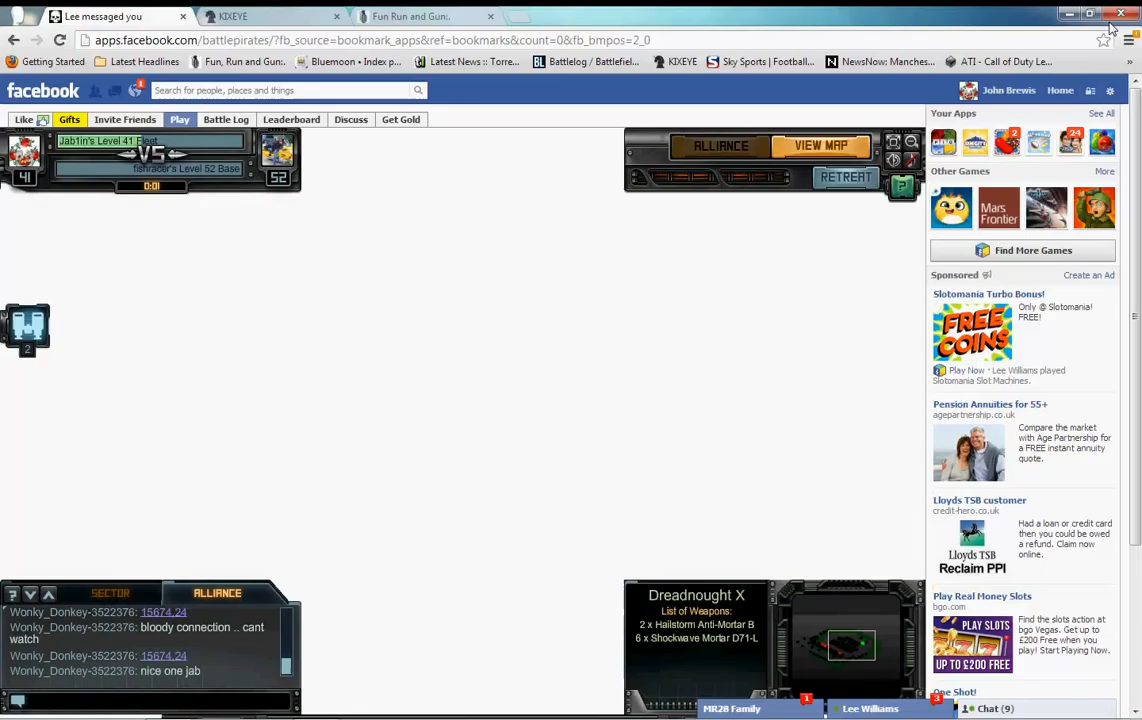 Lee messaged you
KIXEYE
Fun Run and Gun:.
apps.facebook.com/battlepirates/?fb_source=bookmark_apps&ref=bookmarks&count=0&fb_bmpos=2_0
Getting Started
Latest Headlines
Fun, Run and Gun:.
Bluemoon • Index p...
Latest News :: Torre...
Battlelog / Battlefiel...
KIXEYE
Sky Sports | Football...
NewsNow: Manches...
ATI - Call of Duty Le...
facebook
1
Search for people, places and things
John Brewis
Home
Like
Gifts
Invite Friends
Play
Battle Log
Leaderboard
Discuss
Get Gold
Jab1in's Level 41 Fleet
VS
fishracer's Level 52 Base
41
52
0:01
ALLIANCE
VIEW MAP
RETREAT
2
Your Apps
See All
2
24
Other Games
More
Mars
Frontier
Find More Games
Sponsored
Create an Ad
Slotomania Turbo Bonus!
FREE
COINS
Only @ Slotomania!
FREE!
Play Now · Lee Williams played
Slotomania Slot Machines.
Pension Annuities for 55+
agepartnership.co.uk
Compare the market
with Age Partnership for
a FREE instant annuity
quote.
Lloyds TSB customer
credit-hero.co.uk
Lloyds TSB
Reclaim PPI
Had a loan or credit card
then you could be owed
a refund. Claim now
online.
Play Real Money Slots
bgo.com
PLAY SLOTS
UP TO £200 FREE
Find the slots action at
bgo Vegas. Get up to
£200 Free when you
play! Start Playing Now.
One Shot!
? SECTOR ALLIANCE
Wonky_Donkey-3522376: 15674,24
Wonky_Donkey-3522376: bloody connection .. cant
watch
Wonky_Donkey-3522376: 15674,24
Wonky_Donkey-3522376: nice one jab
Dreadnought X
List of Weapons:
2 x Hailstorm Anti-Mortar B
6 x Shockwave Mortar D71-L
MR28 Family
1
Lee Williams
3
Chat (9)